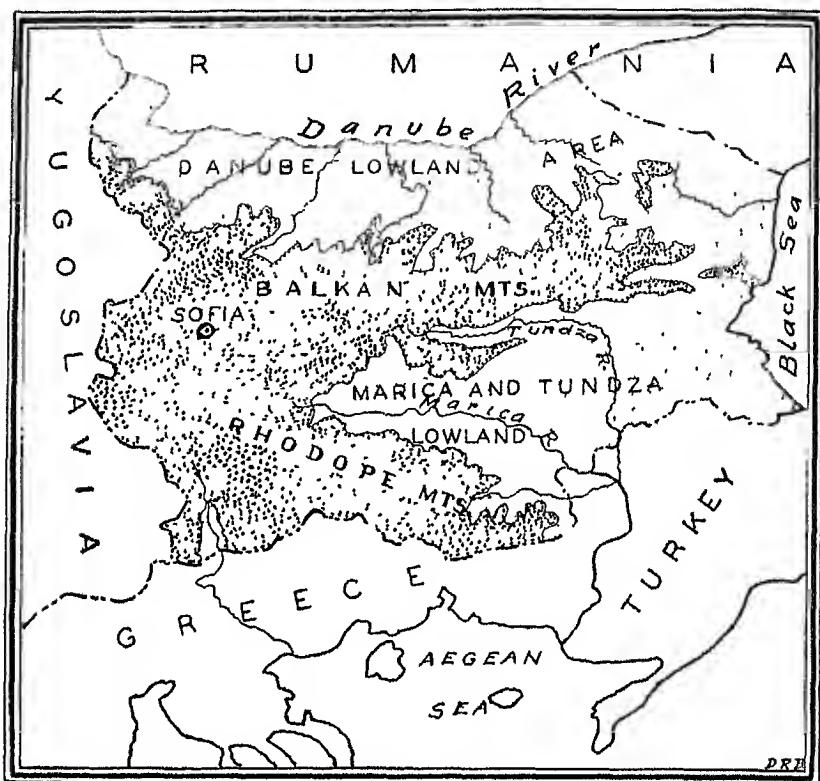 RUMANIA
YUGOSLAVIA
Danube River
DANUBE LOWLAND AREA
Black Sea
BALKAN MTS.
SOFIA
Tundza R.
MARICA AND TUNDZA
Marica R
LOWLAND
RHODOPE MTS.
TURKEY
GREECE
AEGEAN
SEA